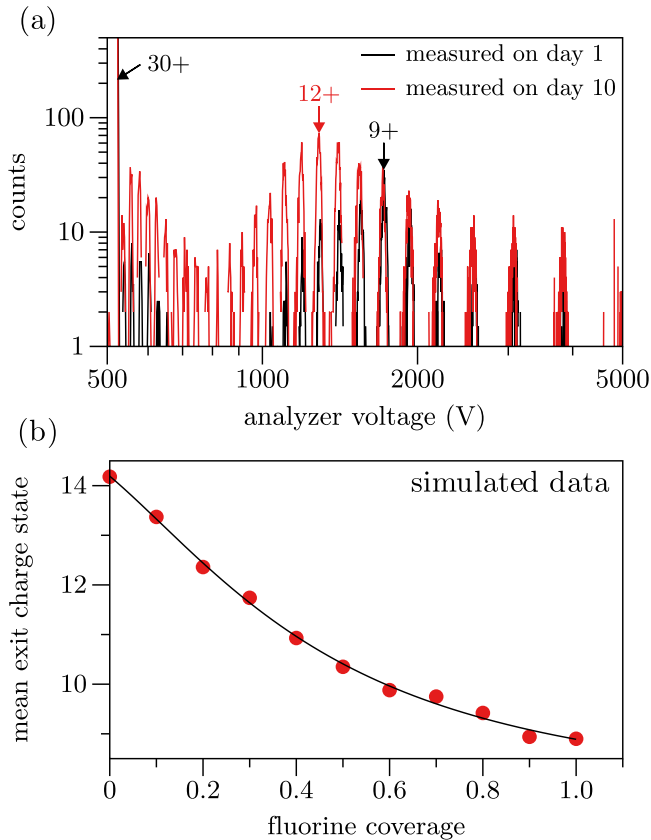 (a)
30+
12+
9+
measured on day 1
measured on day 10
counts
100
10
1
500
1000
2000
5000
analyzer voltage (V)
(b)
simulated data
mean exit charge state
14
12
10
0
0.2
0.4
0.6
0.8
1.0
fluorine coverage